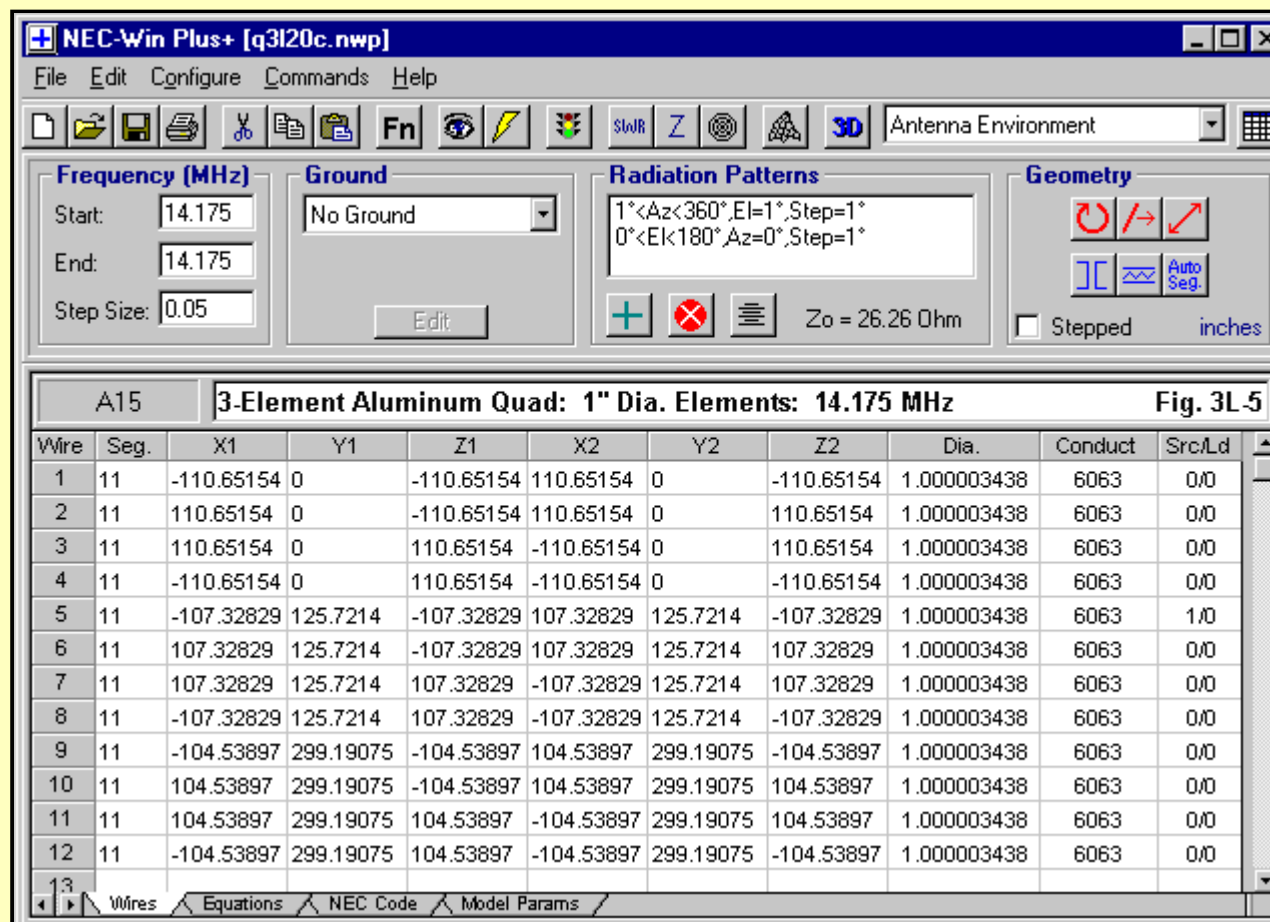 NEC-Win Plus+ [q3l20c.nwp]
File Edit Configure Commands Help
Fn SWR Z 3D Antenna Environment
Frequency (MHz) Ground Radiation Patterns Geometry
Start: 14.175 No Ground 1°<Az<360°,El=1°,Step=1°
0°<El<180°,Az=0°,Step=1°
End: 14.175
Auto Seg.
Step Size: 0.05 Edit Zo = 26.26 Ohm Stepped inches
A15 3-Element Aluminum Quad: 1" Dia. Elements: 14.175 MHz Fig. 3L-5
Wire Seg. X1 Y1 Z1 X2 Y2 Z2 Dia. Conduct Src/Ld
1 11 -110.65154 0 -110.65154 110.65154 0 -110.65154 1.000003438 6063 0/0
2 11 110.65154 0 -110.65154 110.65154 0 110.65154 1.000003438 6063 0/0
3 11 110.65154 0 110.65154 -110.65154 0 110.65154 1.000003438 6063 0/0
4 11 -110.65154 0 110.65154 -110.65154 0 -110.65154 1.000003438 6063 0/0
5 11 -107.32829 125.7214 -107.32829 107.32829 125.7214 -107.32829 1.000003438 6063 1/0
6 11 107.32829 125.7214 -107.32829 107.32829 125.7214 107.32829 1.000003438 6063 0/0
7 11 107.32829 125.7214 107.32829 -107.32829 125.7214 107.32829 1.000003438 6063 0/0
8 11 -107.32829 125.7214 107.32829 -107.32829 125.7214 -107.32829 1.000003438 6063 0/0
9 11 -104.53897 299.19075 -104.53897 104.53897 299.19075 -104.53897 1.000003438 6063 0/0
10 11 104.53897 299.19075 -104.53897 104.53897 299.19075 104.53897 1.000003438 6063 0/0
11 11 104.53897 299.19075 104.53897 -104.53897 299.19075 104.53897 1.000003438 6063 0/0
12 11 -104.53897 299.19075 104.53897 -104.53897 299.19075 -104.53897 1.000003438 6063 0/0
13
Wires Equations NEC Code Model Params